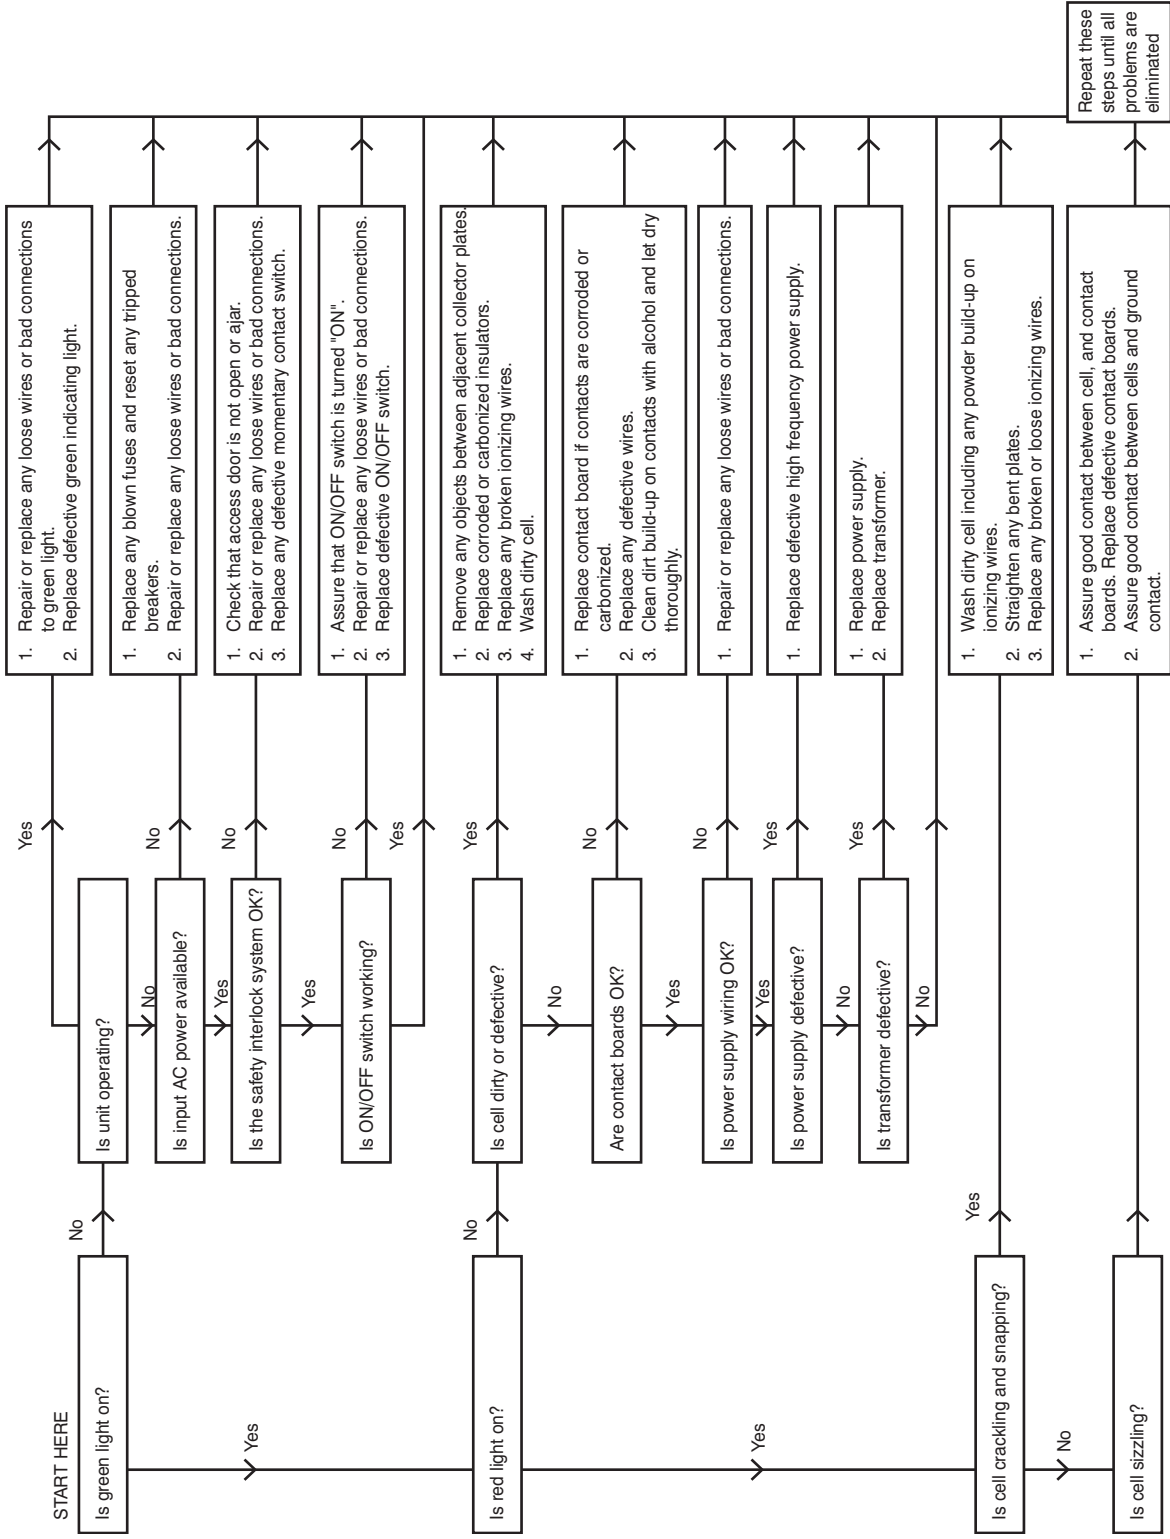 START HERE
Is green light on?
Yes
No
Is unit operating?
Yes
1. Repair or replace any loose wires or bad connections
to green light.
2. Replace defective green indicating light.
No
Is input AC power available?
No
1. Replace any blown fuses and reset any tripped
breakers.
2. Repair or replace any loose wires or bad connections.
Yes
Is the safety interlock system OK?
No
1. Check that access door is not open or ajar.
2. Repair or replace any loose wires or bad connections.
3. Replace any defective momentary contact switch.
Yes
Is ON/OFF switch working?
No
1. Assure that ON/OFF switch is turned "ON".
2. Repair or replace any loose wires or bad connections.
3. Replace defective ON/OFF switch.
Yes
Is red light on?
Yes
No
Is cell dirty or defective?
Yes
1. Remove any objects between adjacent collector plates.
2. Replace corroded or carbonized insulators.
3. Replace any broken ionizing wires.
4. Wash dirty cell.
No
Are contact boards OK?
No
1. Replace contact board if contacts are corroded or
carbonized.
2. Replace any defective wires.
3. Clean dirt build-up on contacts with alcohol and let dry
thoroughly.
Yes
Is power supply wiring OK?
No
1. Repair or replace any loose wires or bad connections.
Yes
Is power supply defective?
Yes
1. Replace defective high frequency power supply.
No
Is transformer defective?
Yes
1. Replace power supply.
2. Replace transformer.
No
Is cell crackling and snapping?
Yes
1. Wash dirty cell including any powder build-up on
ionizing wires.
2. Straighten any bent plates.
3. Replace any broken or loose ionizing wires.
No
Is cell sizzling?
1. Assure good contact between cell, and contact
boards. Replace defective contact boards.
2. Assure good contact between cells and ground
contact.
Repeat these
steps until all
problems are
eliminated